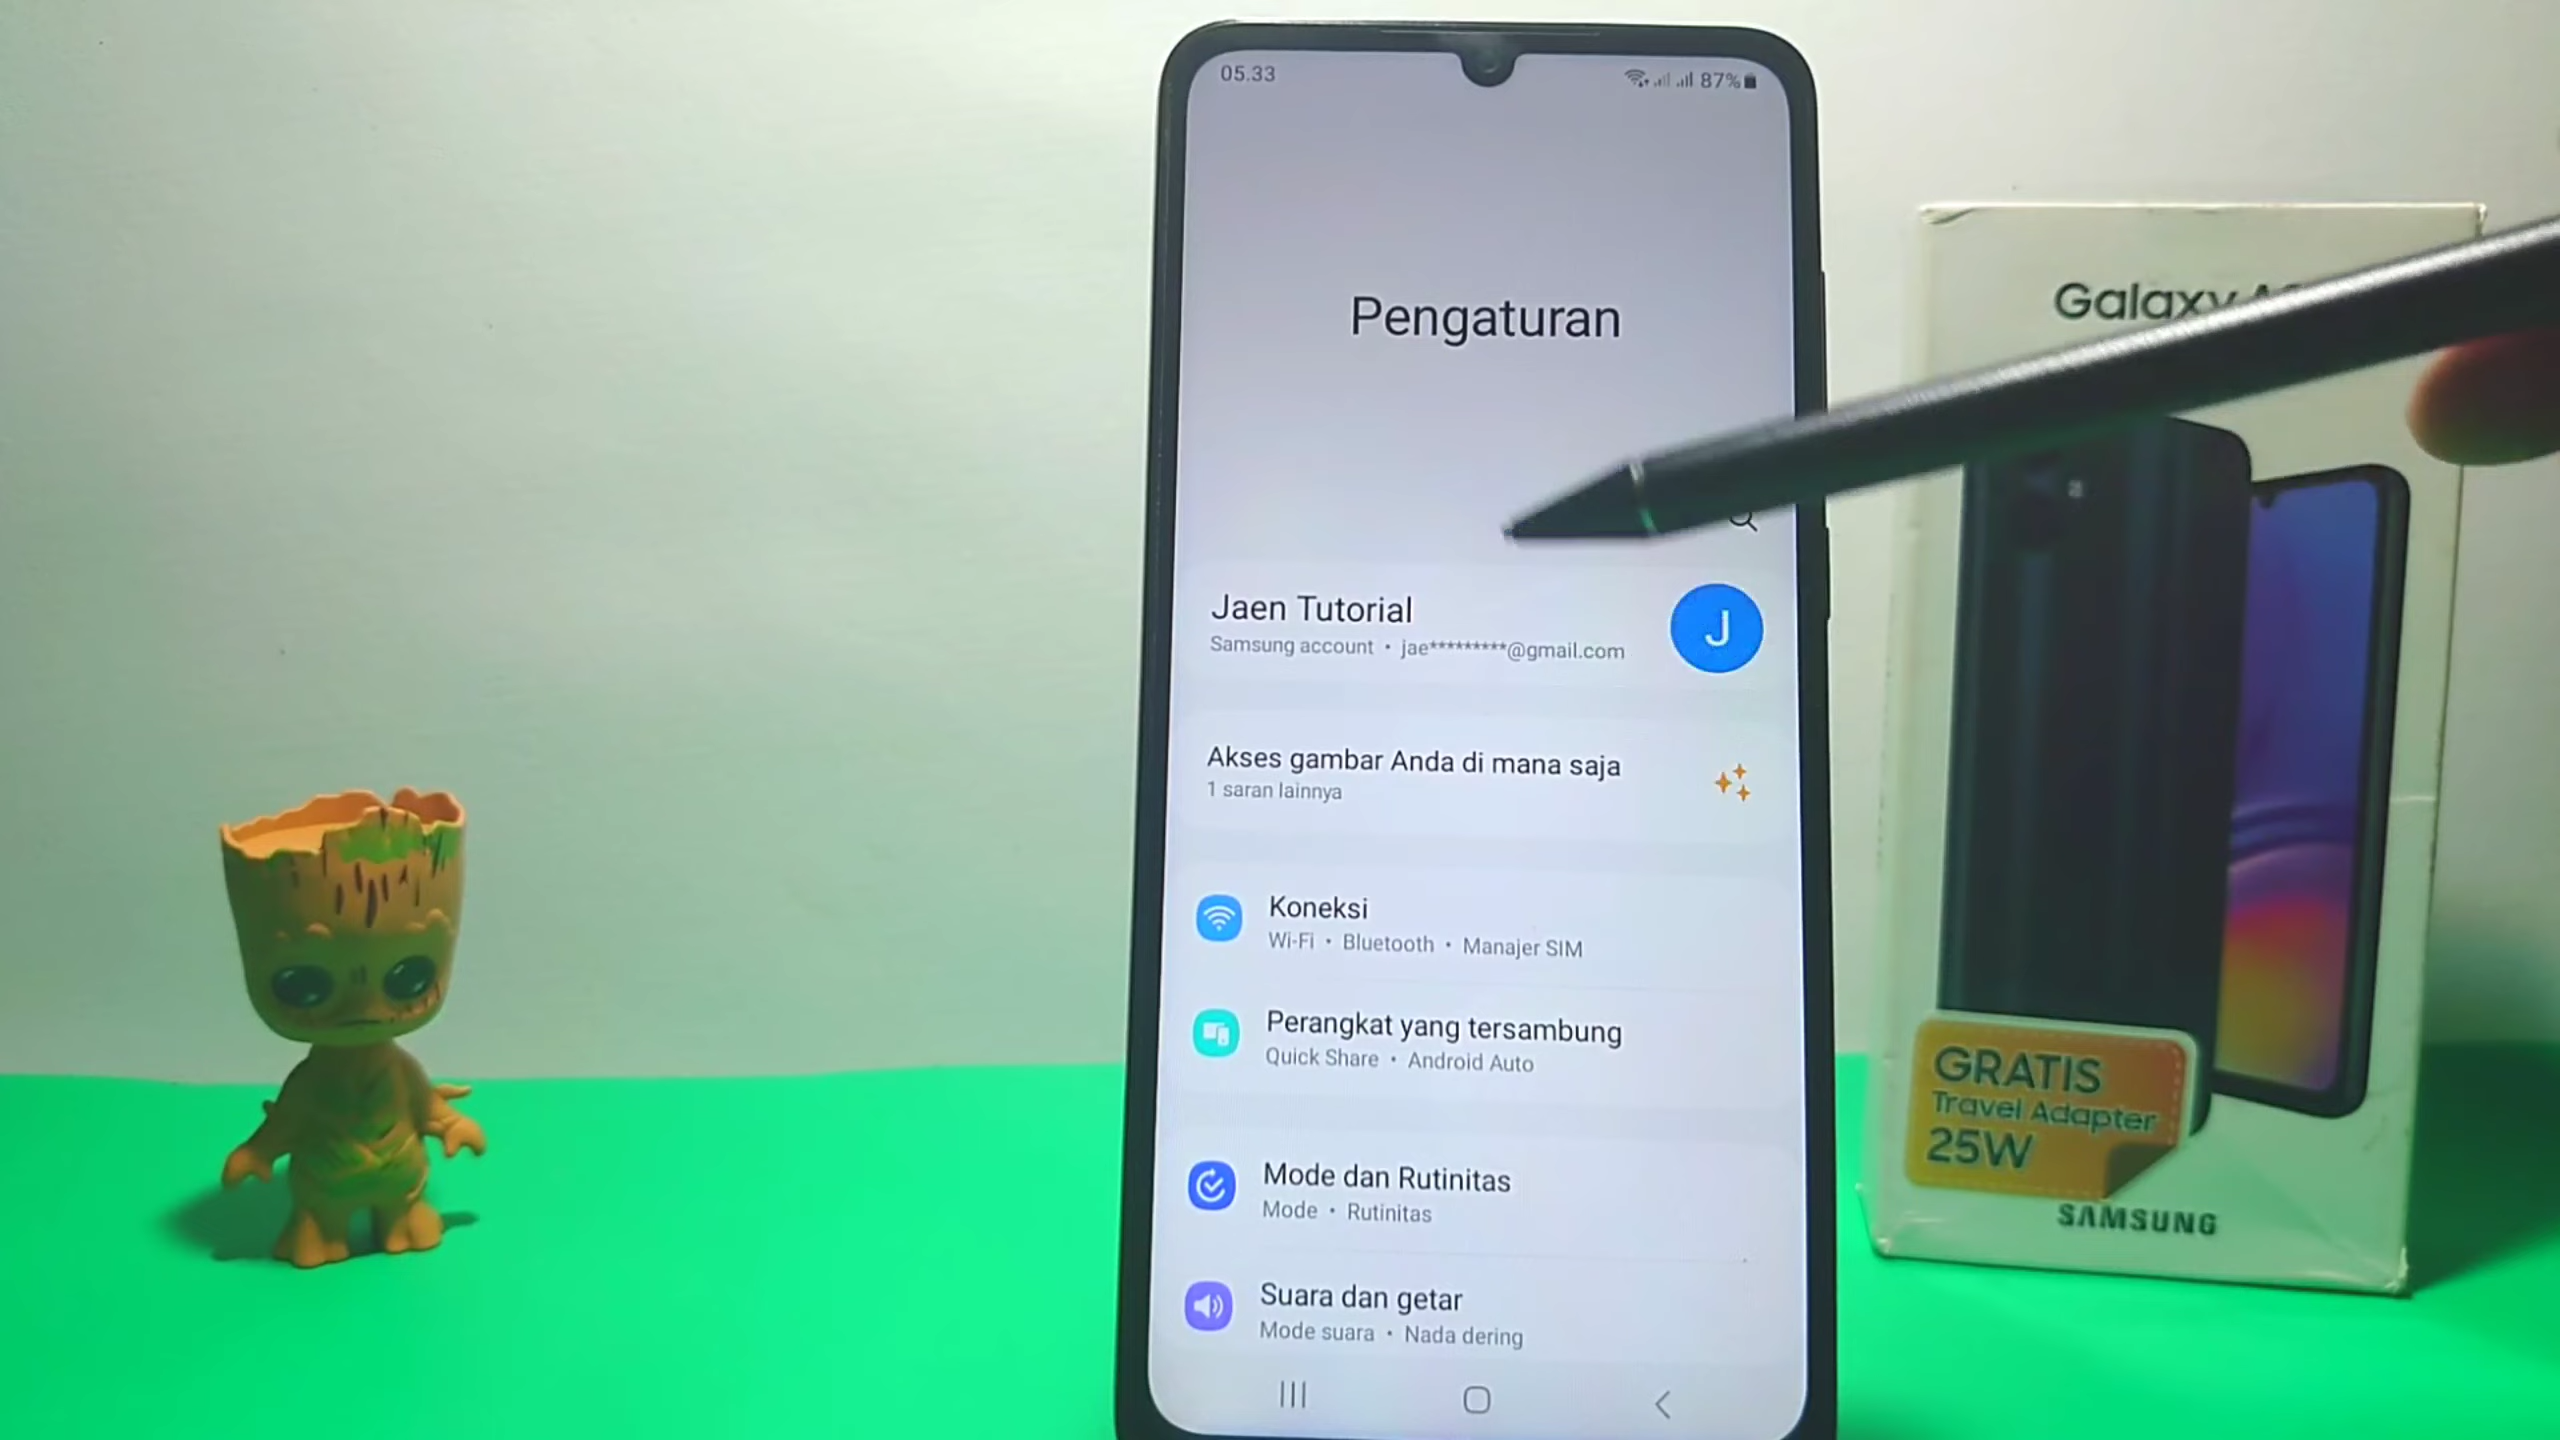 05.33
87%
Pengaturan
Jaen Tutorial
Samsung account • jae*********@gmail.com
J
Akses gambar Anda di mana saja
1 saran lainnya
Koneksi
Wi-Fi • Bluetooth • Manajer SIM
Perangkat yang tersambung
Quick Share • Android Auto
Mode dan Rutinitas
Mode • Rutinitas
Suara dan getar
Mode suara • Nada dering
Galaxy
GRATIS
Travel Adapter
25W
SAMSUNG